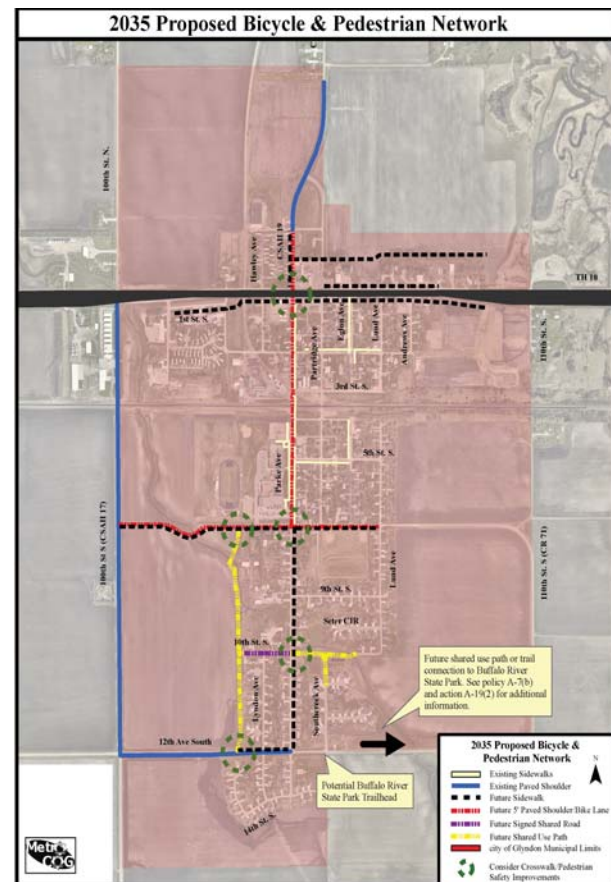 2035 Proposed Bicycle & Pedestrian Network
100th St. N.
Hawley Ave
CSAH 19
TH 10
1st St. S.
Partridge Ave
Eglon Ave
Lund Ave
Andrews Ave
110th St. S.
3rd St. S.
Parke Ave
5th St. S.
100th St S (CSAH 17)
110th St. S (CR 71)
Lund Ave
9th St. S.
Seter CIR
10th St. S.
Lyndon Ave
Southcreek Ave
Future shared use path or trail
connection to Buffalo River
State Park. See policy A-7(b)
and action A-19(2) for additional
information.
12th Ave South
14th St. S.
Potential Buffalo River
State Park Trailhead
2035 Proposed Bicycle &
Pedestrian Network
N
Existing Sidewalks
Existing Paved Shoulder
Future Sidewalk
Future 5' Paved Shoulder/Bike Lane
Future Signed Shared Road
Future Shared Use Path
city of Glyndon Municipal Limits
Consider Crosswalk/Pedestrian
Safety Improvements
Metro
COG